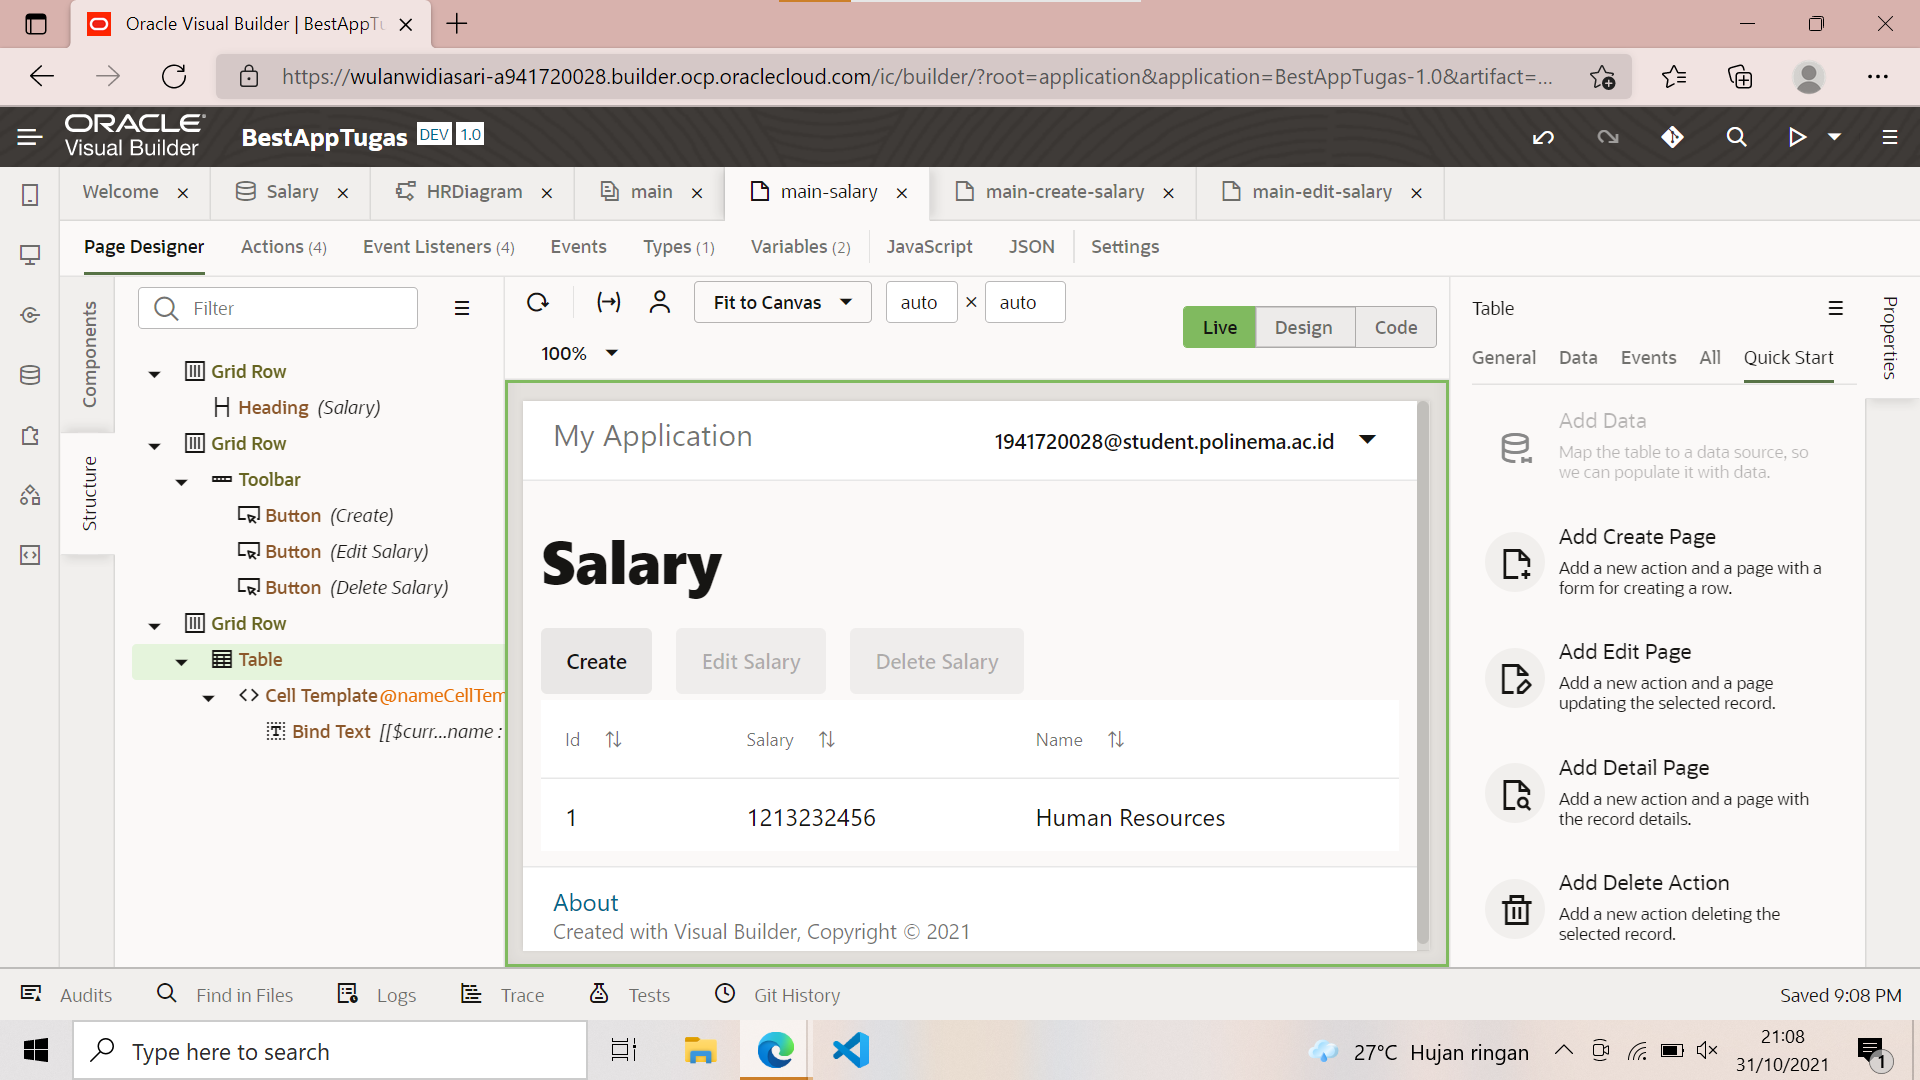 Oracle Visual Builder | BestAppTu
https://wulanwidiasari-a941720028.builder.ocp.oraclecloud.com/ic/builder/?root=application&application=BestAppTugas-1.0&artifact=...
ORACLE
Visual Builder
BestAppTugas DEV 1.0
Welcome
Salary
HRDiagram
main
main-salary
main-create-salary
main-edit-salary
Page Designer
Actions (4)
Event Listeners (4)
Events
Types (1)
Variables (2)
JavaScript
JSON
Settings
Components
Structure
Filter
Grid Row
Heading (Salary)
Grid Row
Toolbar
Button (Create)
Button (Edit Salary)
Button (Delete Salary)
Grid Row
Table
Cell Template @nameCellTem
Bind Text [[$curr...name :
Fit to Canvas
auto × auto
100%
Live
Design
Code
My Application
1941720028@student.polinema.ac.id
Salary
Create
Edit Salary
Delete Salary
Id Salary Name
1 1213232456 Human Resources
About
Created with Visual Builder, Copyright © 2021
Table
General
Data
Events
All
Quick Start
Properties
Add Data
Map the table to a data source, so
we can populate it with data.
Add Create Page
Add a new action and a page with a
form for creating a row.
Add Edit Page
Add a new action and a page
updating the selected record.
Add Detail Page
Add a new action and a page with
the record details.
Add Delete Action
Add a new action deleting the
selected record.
Audits
Find in Files
Logs
Trace
Tests
Git History
Saved 9:08 PM
Type here to search
27°C Hujan ringan
21:08
31/10/2021
1